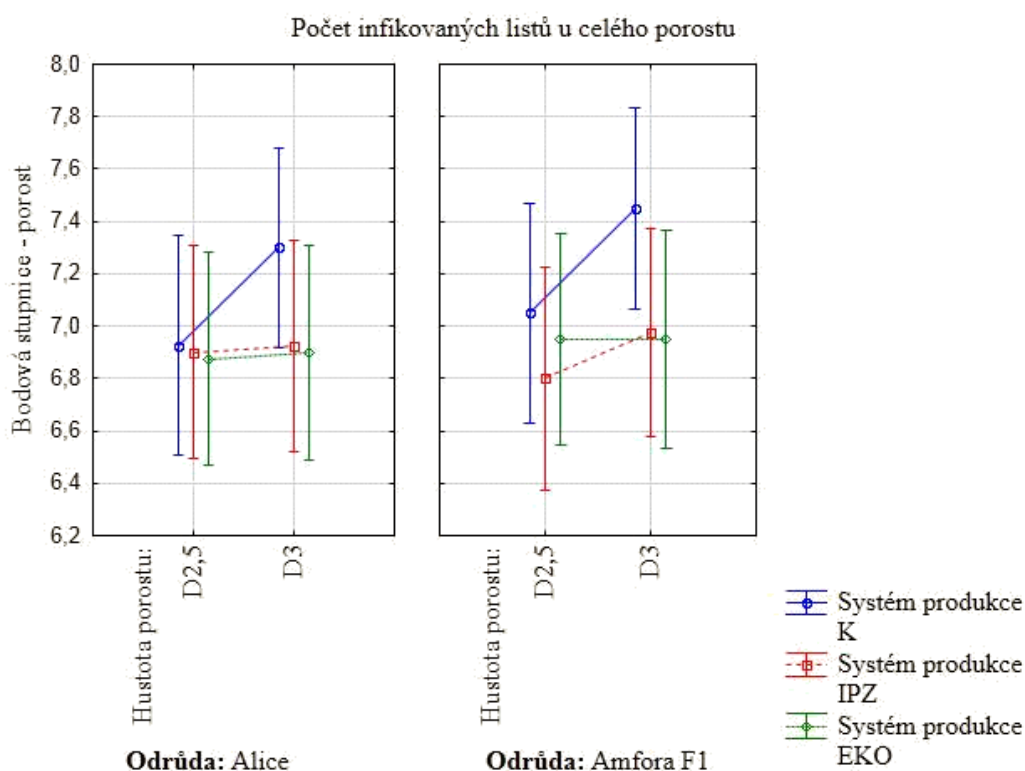 Počet infikovaných listů u celého porostu
Bodová stupnice - porost
8,0
7,8
7,6
7,4
7,2
7,0
6,8
6,6
6,4
6,2
Hustota porostu:
D2,5
D3
Hustota porostu:
D2,5
D3
Odrůda: Alice
Odrůda: Amfora F1
Systém produkce
K
Systém produkce
IPZ
Systém produkce
EKO